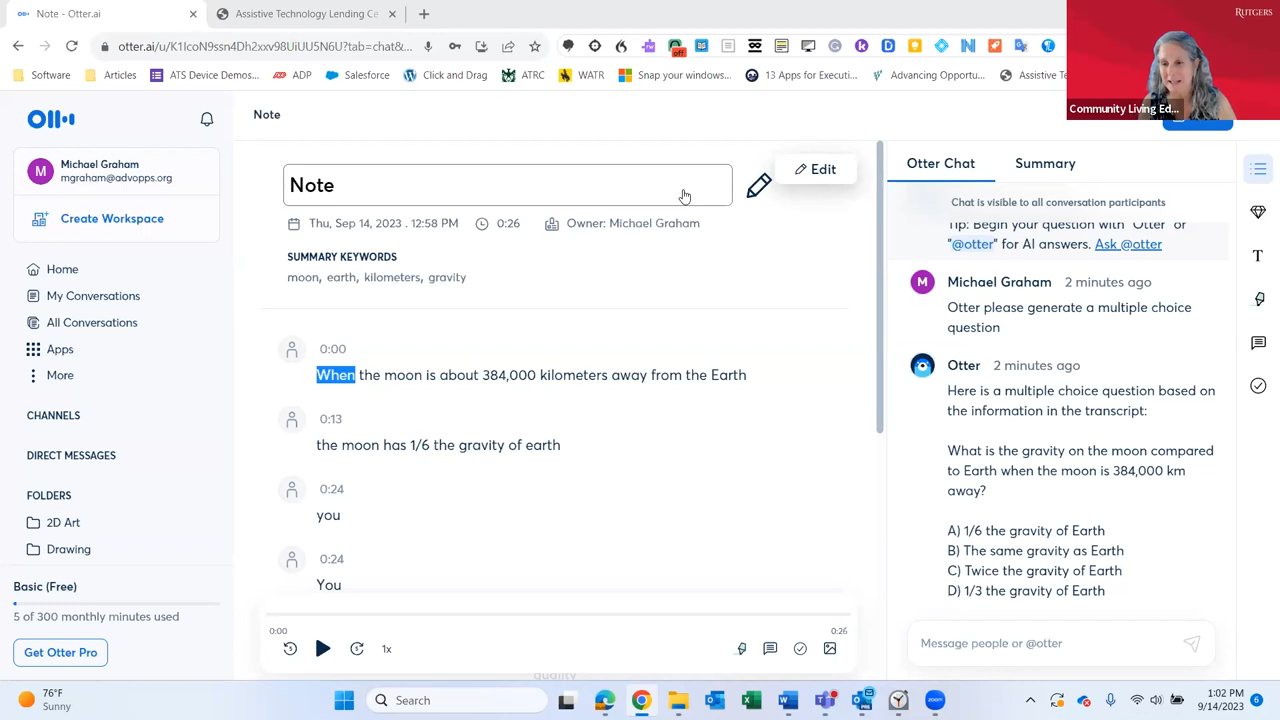 Note - Otter.ai
Assistive Technology Lending Ce
RUTGERS
otter.ai/u/K1fcoN9ssn4Dh2xxv98U9U5N6U?tab=chat&...
off
Software
Articles
ATS Device Demos...
ADP
Salesforce
Click and Drag
ATRC
WATR
Snap your windows...
13 Apps for Executi...
Advancing Opportu...
Assistive Te
Community Living Ed...
Note
Michael Graham
mgraham@advopps.org
Create Workspace
Home
My Conversations
All Conversations
Apps
More
CHANNELS
DIRECT MESSAGES
FOLDERS
2D Art
Drawing
Basic (Free)
5 of 300 monthly minutes used
Get Otter Pro
Note
Edit
Thu, Sep 14, 2023 . 12:58 PM
0:26
Owner: Michael Graham
SUMMARY KEYWORDS
moon, earth, kilometers, gravity
0:00
When the moon is about 384,000 kilometers away from the Earth
0:13
the moon has 1/6 the gravity of earth
0:24
you
0:24
You
0:00
0:26
1x
quality
Otter Chat
Summary
Chat is visible to all conversation participants
Tip: Begin your question with "Otter" or
"@otter" for AI answers. Ask @otter
M Michael Graham 2 minutes ago
Otter please generate a multiple choice
question
Otter 2 minutes ago
Here is a multiple choice question based on
the information in the transcript:
What is the gravity on the moon compared
to Earth when the moon is 384,000 km
away?
A) 1/6 the gravity of Earth
B) The same gravity as Earth
C) Twice the gravity of Earth
D) 1/3 the gravity of Earth
Message people or @otter
76°F
Sunny
Search
1:02 PM
9/14/2023
6